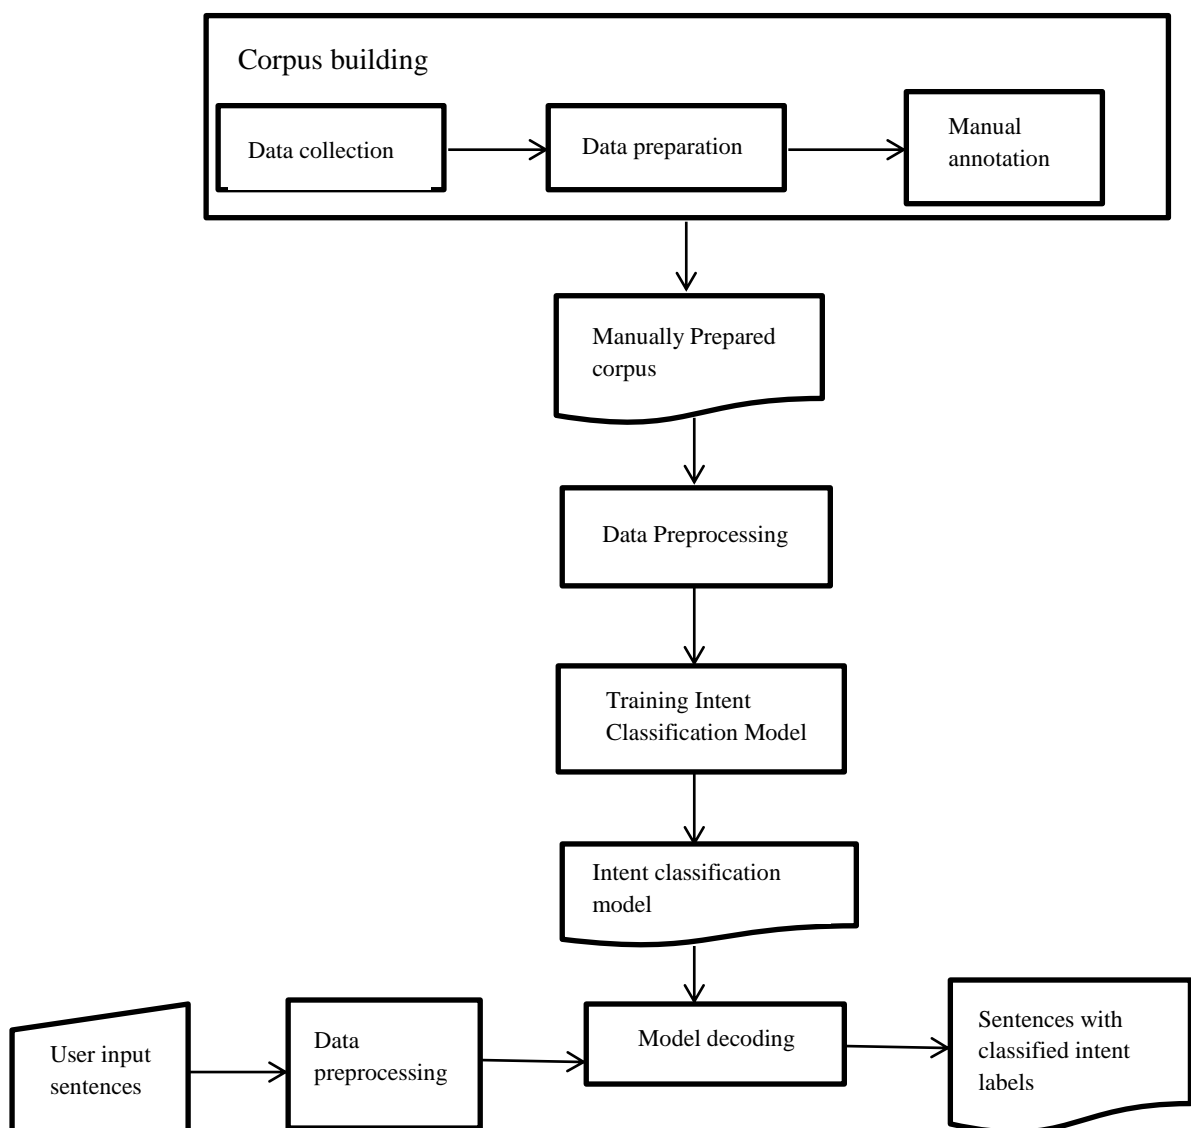 Corpus building
Data collection
Data preparation
Manual
annotation
Manually Prepared
corpus
Data Preprocessing
Training Intent
Classification Model
Intent classification
model
User input
sentences
Data
preprocessing
Model decoding
Sentences with
classified intent
labels